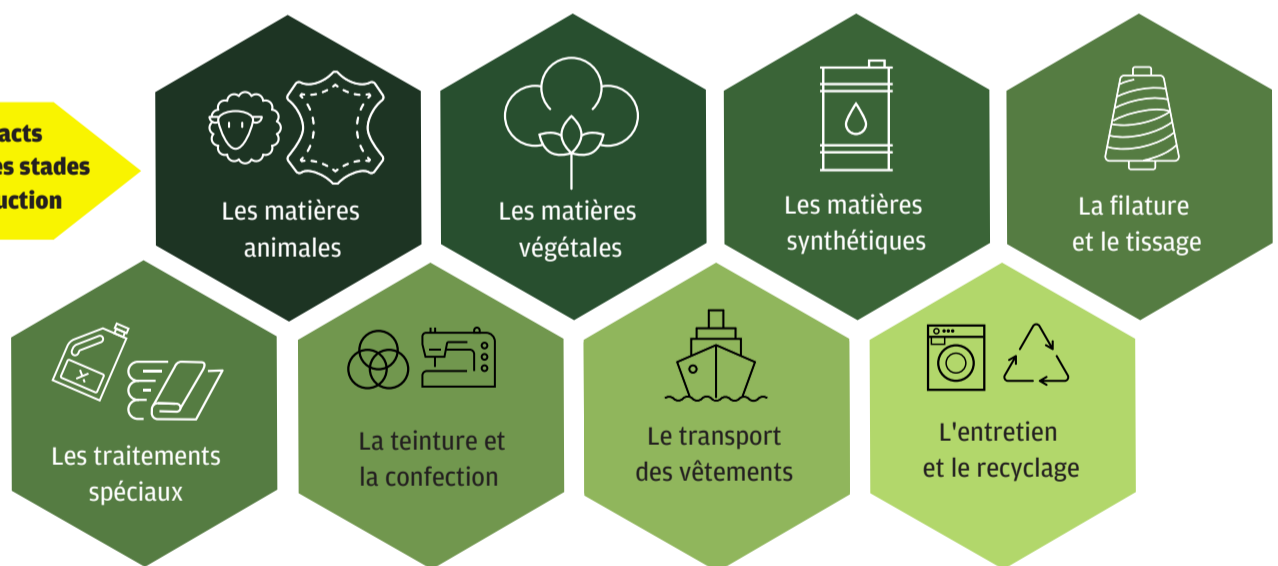 acts
es stades
uction
Les matières
animales
Les matières
végétales
Les matières
synthétiques
La filature
et le tissage
Les traitements
spéciaux
La teinture et
la confection
Le transport
des vêtements
L'entretien
et le recyclage